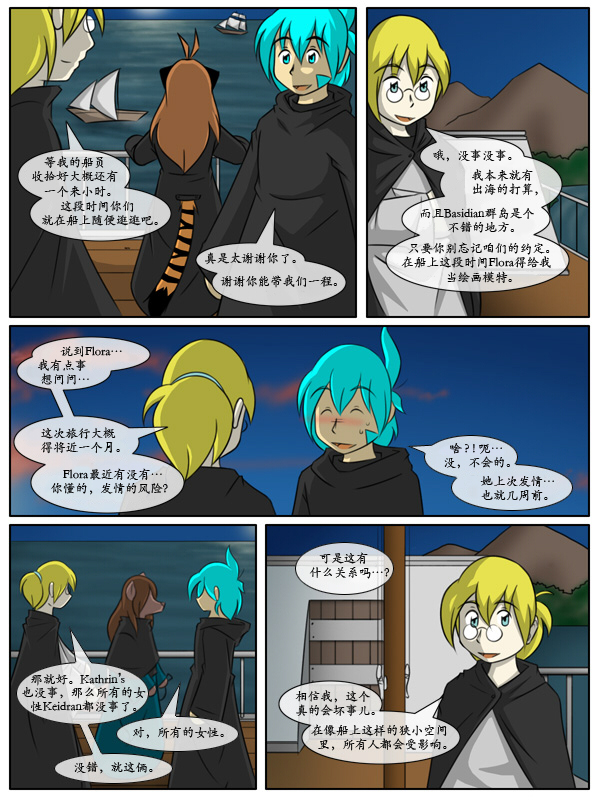 等我的船员
收拾好大概还有
一个来小时。
这段时间你们
就在船上随便逛逛吧。
真是太谢谢你了。
谢谢你能带我们一程。
哦，没事没事。
我本来就有
出海的打算，
而且Basidian群岛是个
不错的地方。
只要你别忘记咱们的约定。
在船上这段时间Flora得给我
当绘画模特。
说到Flora…
我有点事
想问问…
这次旅行大概
得将近一个月。
Flora最近有没有…
你懂的，发情的风险?
啥?!呃…
没，不会的。
她上次发情…
也就几周前。
那就好。Kathrin's
也没事，那么所有的女
性Keidran都没事了。
对，所有的女性。
没错，就这俩。
可是这有
什么关系吗…?
相信我，这个
真的会坏事儿。
在像船上这样的狭小空间
里，所有人都会受影响。